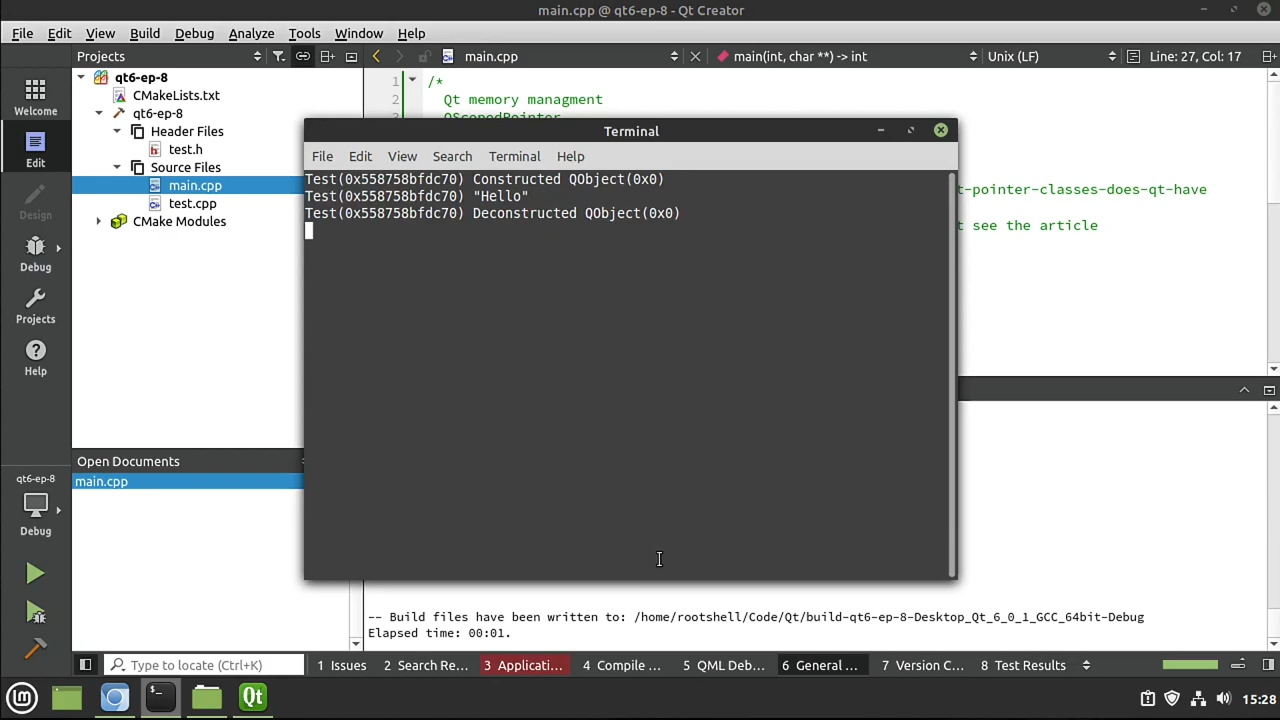 main.cpp @ qt6-ep-8 - Qt Creator
File Edit View Build Debug Analyze Tools Window Help
Projects
main.cpp
main(int, char **) -> int
Unix (LF)
Line: 27, Col: 17
Welcome
Edit
Design
Debug
Projects
Help
qt6-ep-8
CMakeLists.txt
qt6-ep-8
Header Files
test.h
Source Files
main.cpp
test.cpp
CMake Modules
1 /*
2 Qt memory managment
3 QScopedPointer
t-pointer-classes-does-qt-have
t see the article
Terminal
File Edit View Search Terminal Help
Test(0x558758bfdc70) Constructed QObject(0x0)
Test(0x558758bfdc70) "Hello"
Test(0x558758bfdc70) Deconstructed QObject(0x0)
Open Documents
main.cpp
qt6-ep-8
Debug
-- Build files have been written to: /home/rootshell/Code/Qt/build-qt6-ep-8-Desktop_Qt_6_0_1_GCC_64bit-Debug
Elapsed time: 00:01.
Type to locate (Ctrl+K)
1 Issues
2 Search Re...
3 Applicati...
4 Compile ...
5 QML Deb...
6 General ...
7 Version C...
8 Test Results
15:28